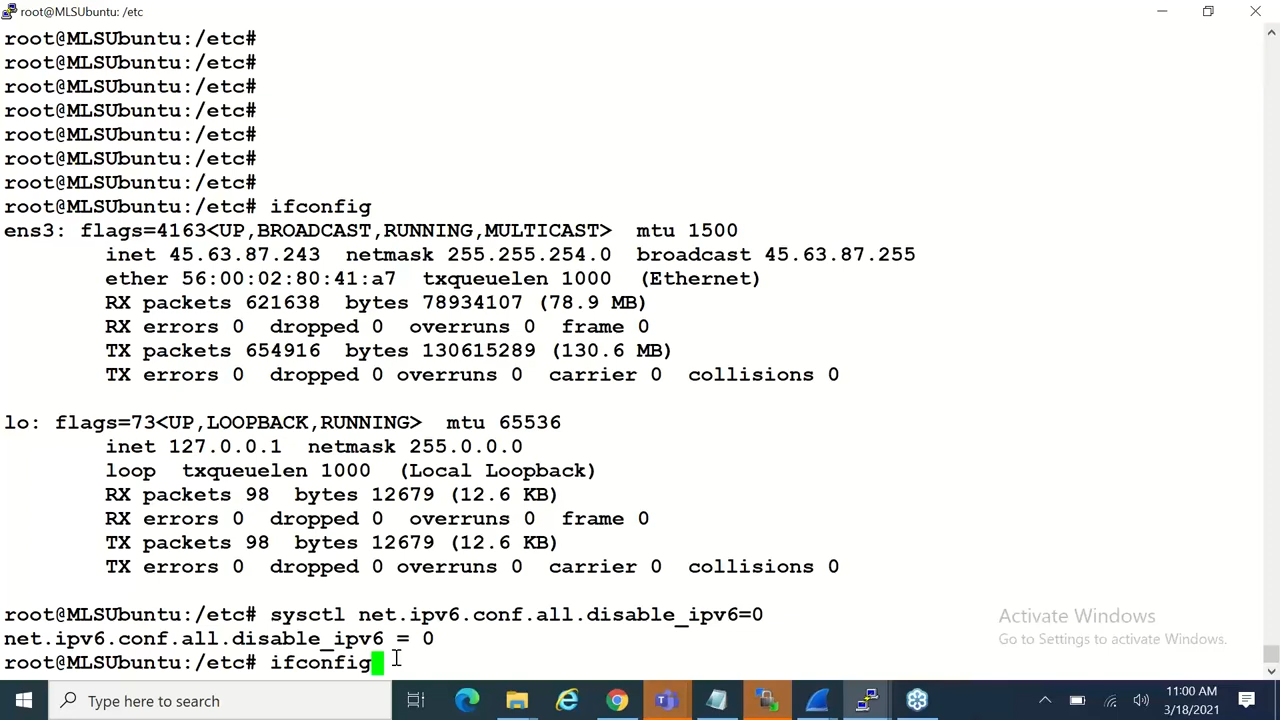 root@MLSUbuntu: /etc
root@MLSUbuntu:/etc#
root@MLSUbuntu:/etc#
root@MLSUbuntu:/etc#
root@MLSUbuntu:/etc#
root@MLSUbuntu:/etc#
root@MLSUbuntu:/etc#
root@MLSUbuntu:/etc#
root@MLSUbuntu:/etc# ifconfig
ens3: flags=4163<UP,BROADCAST,RUNNING,MULTICAST>  mtu 1500
        inet 45.63.87.243  netmask 255.255.254.0  broadcast 45.63.87.255
        ether 56:00:02:80:41:a7  txqueuelen 1000  (Ethernet)
        RX packets 621638  bytes 78934107 (78.9 MB)
        RX errors 0  dropped 0  overruns 0  frame 0
        TX packets 654916  bytes 130615289 (130.6 MB)
        TX errors 0  dropped 0 overruns 0  carrier 0  collisions 0
lo: flags=73<UP,LOOPBACK,RUNNING>  mtu 65536
        inet 127.0.0.1  netmask 255.0.0.0
        loop  txqueuelen 1000  (Local Loopback)
        RX packets 98  bytes 12679 (12.6 KB)
        RX errors 0  dropped 0  overruns 0  frame 0
        TX packets 98  bytes 12679 (12.6 KB)
        TX errors 0  dropped 0 overruns 0  carrier 0  collisions 0
root@MLSUbuntu:/etc# sysctl net.ipv6.conf.all.disable_ipv6=0
net.ipv6.conf.all.disable_ipv6 = 0
root@MLSUbuntu:/etc# ifconfig
Activate Windows
Go to Settings to activate Windows.
Type here to search
11:00 AM
3/18/2021